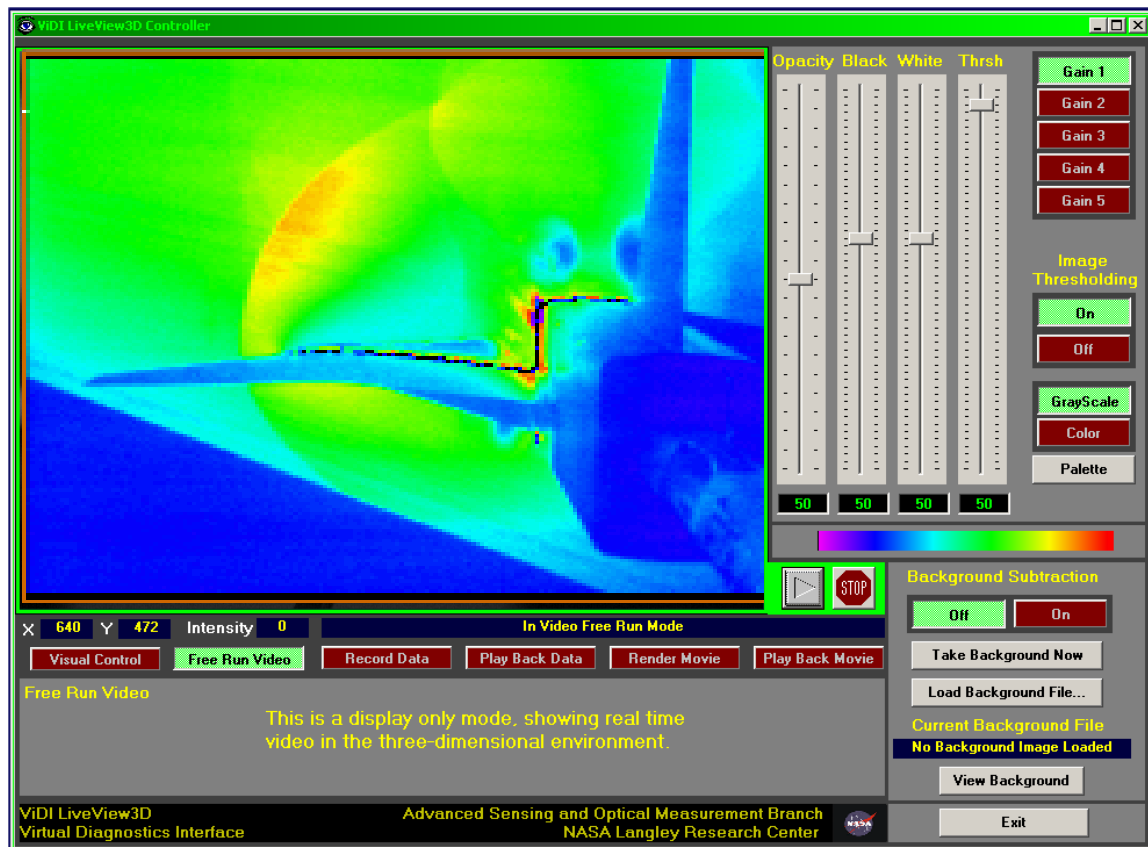 ViDI LiveView3D Controller
Opacity Black White Thrsh
50 50 50 50
Gain 1
Gain 2
Gain 3
Gain 4
Gain 5
Image
Thresholding
On
Off
GrayScale
Color
Palette
STOP
X 640 Y 472 Intensity 0 In Video Free Run Mode
Visual Control Free Run Video Record Data Play Back Data Render Movie Play Back Movie
Free Run Video
This is a display only mode, showing real time
video in the three-dimensional environment.
Background Subtraction
Off On
Take Background Now
Load Background File...
Current Background File
No Background Image Loaded
View Background
Exit
ViDI LiveView3D
Virtual Diagnostics Interface
Advanced Sensing and Optical Measurement Branch
NASA Langley Research Center
NASA